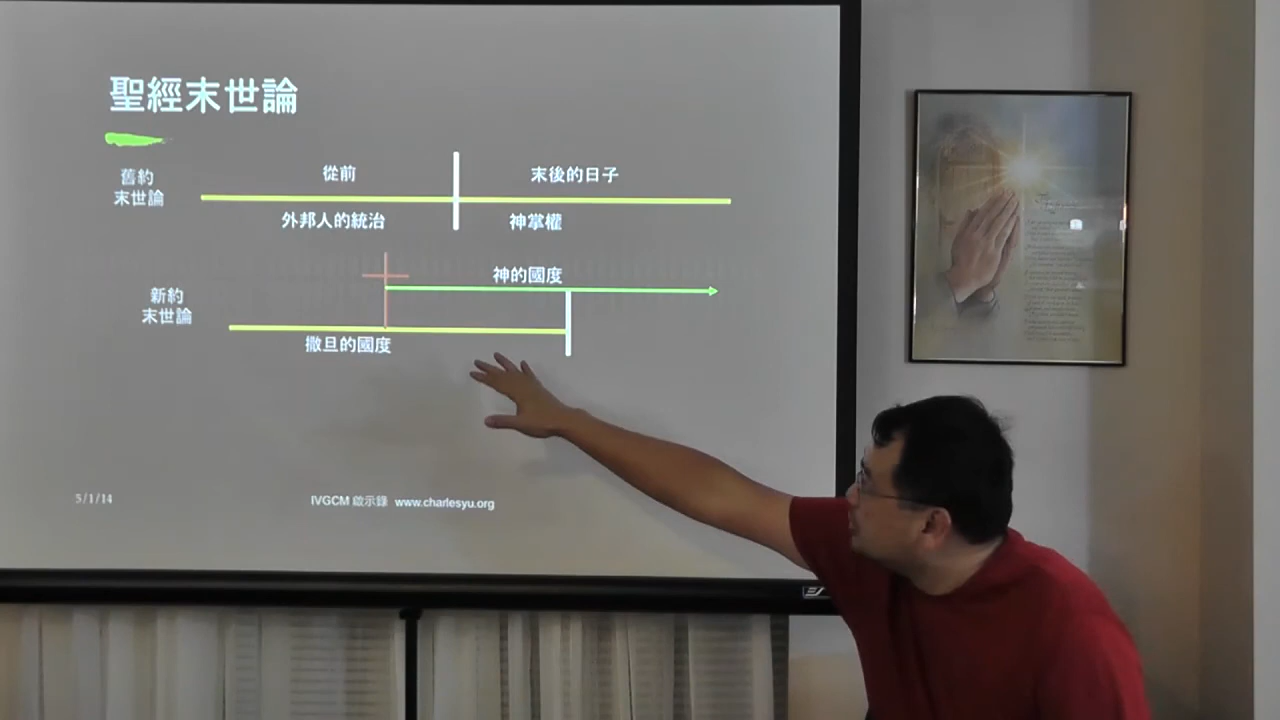 聖經末世論
舊約
末世論
從前
末後的日子
外邦人的統治
神掌權
新約
末世論
神的國度
撒旦的國度
5/1/14
IVGCM 啟示錄 www.charlesyu.org